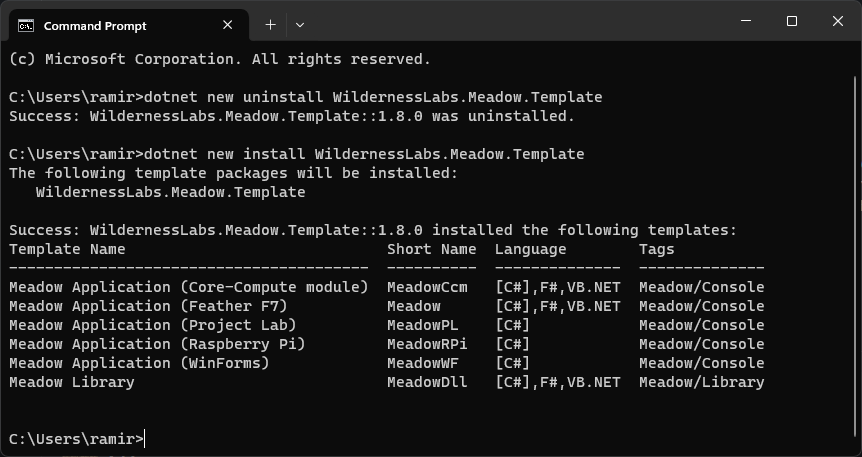 Command Prompt
(c) Microsoft Corporation. All rights reserved.
C:\Users\ramir>dotnet new uninstall WildernessLabs.Meadow.Template
Success: WildernessLabs.Meadow.Template::1.8.0 was uninstalled.
C:\Users\ramir>dotnet new install WildernessLabs.Meadow.Template
The following template packages will be installed:
   WildernessLabs.Meadow.Template
Success: WildernessLabs.Meadow.Template::1.8.0 installed the following templates:
Template Name                             Short Name  Language        Tags
----------------------------------------  ----------  --------------  --------------
Meadow Application (Core-Compute module)  MeadowCcm   [C#],F#,VB.NET  Meadow/Console
Meadow Application (Feather F7)           Meadow      [C#],F#,VB.NET  Meadow/Console
Meadow Application (Project Lab)          MeadowPL    [C#]            Meadow/Console
Meadow Application (Raspberry Pi)         MeadowRPi   [C#]            Meadow/Console
Meadow Application (WinForms)             MeadowWF    [C#]            Meadow/Console
Meadow Library                            MeadowDll   [C#],F#,VB.NET  Meadow/Library
C:\Users\ramir>